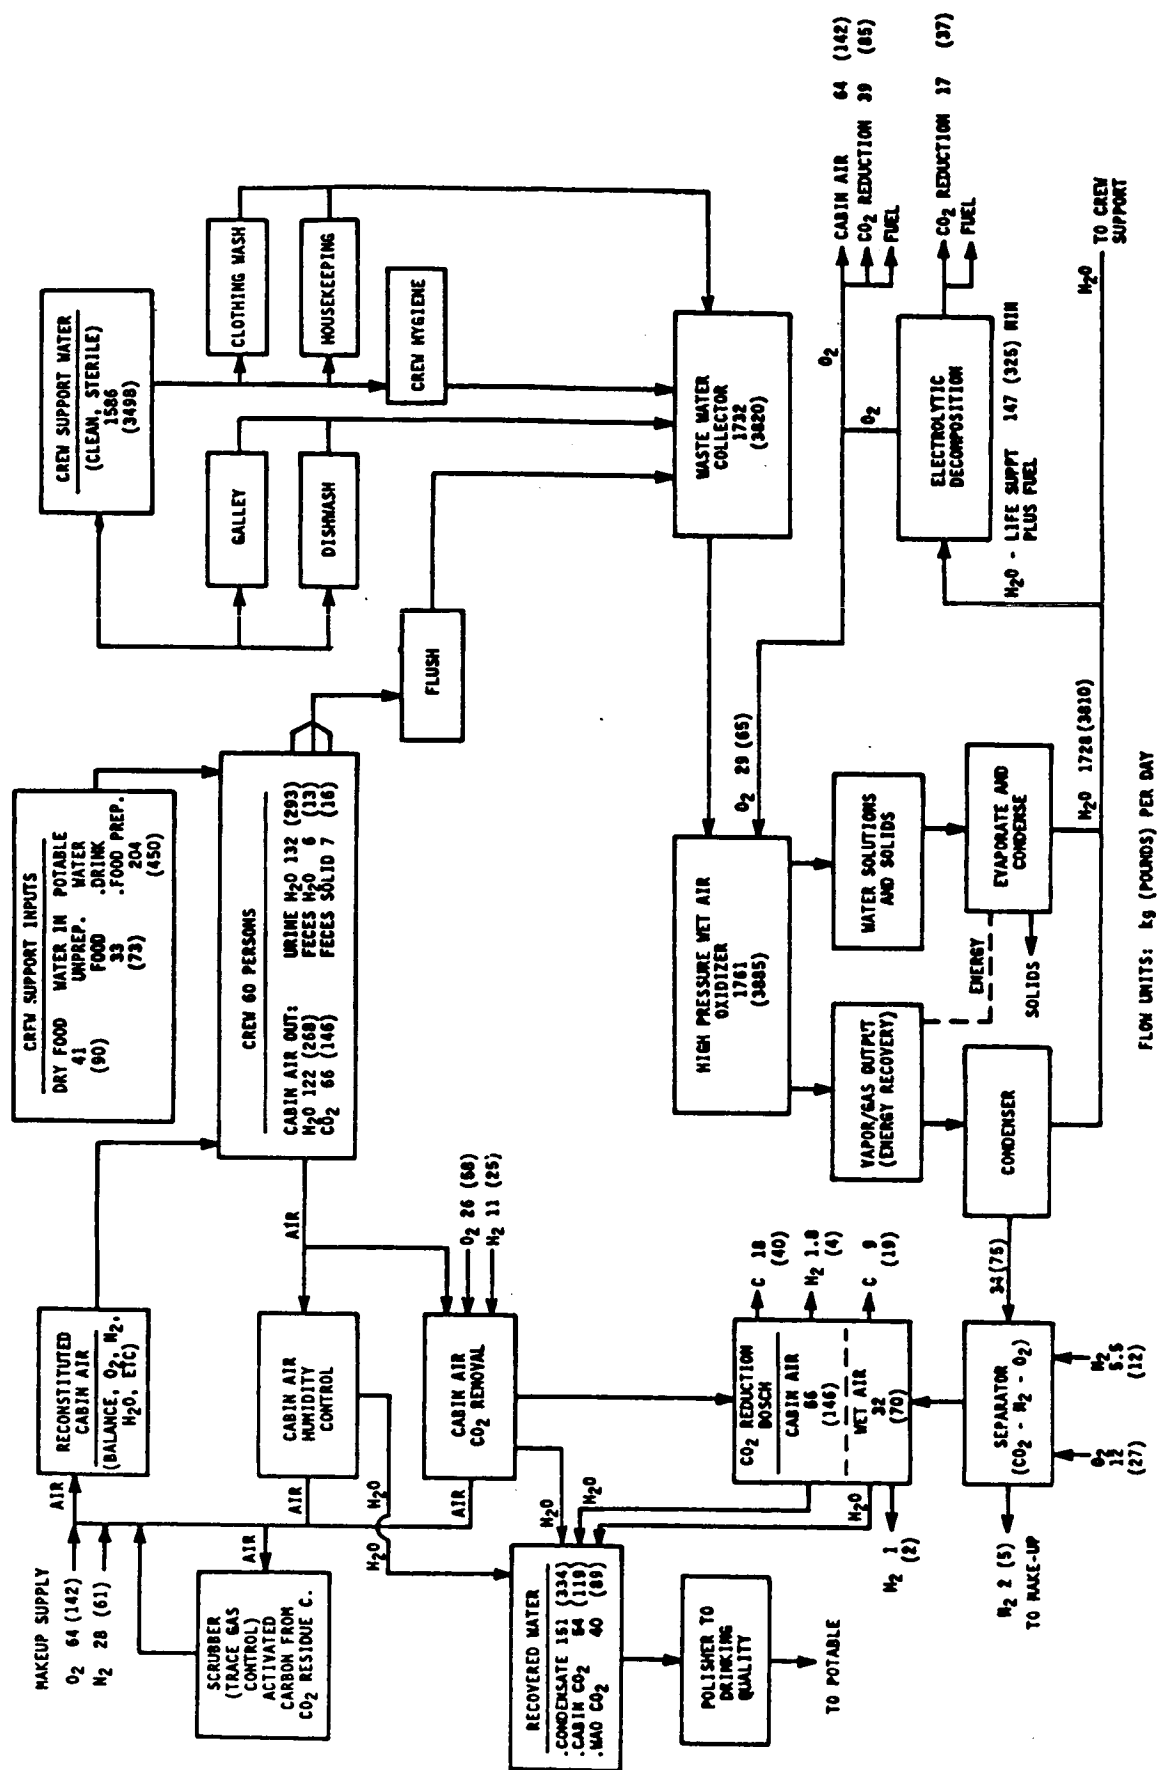 MAKEUP SUPPLY
O2 64 (142)
N2 28 (61)
AIR
RECONSTITUTED
CABIN AIR
(BALANCE, O2, N2,
H2O, ETC)
SCRUBBER
(TRACE GAS
CONTROL)
ACTIVATED
CARBON FROM
CO2 RESIDUE C.
AIR
AIR
H2O
AIR
CABIN AIR
HUMIDITY
CONTROL
CABIN AIR
CO2 REMOVAL
AIR
O2 26 (58)
H2 11 (25)
CREW SUPPORT INPUTS
DRY FOOD
41
(90)
WATER IN
UNPREP.
FOOD
33
(73)
POTABLE
WATER
.DRINK
.FOOD PREP.
204
(450)
CREW 60 PERSONS
CABIN AIR OUT:
H2O 122 (268)
CO2 66 (146)
URINE H2O 132 (293)
FECES H2O 6 (13)
FECES SOLID 7 (16)
FLUSH
CREW SUPPORT WATER
(CLEAN, STERILE)
1586
(3498)
GALLEY
DISHWASH
CLOTHING WASH
HOUSEKEEPING
CREW HYGIENE
RECOVERED WATER
.CONDENSATE 151 (334)
.CABIN CO2 54 (119)
.WAO CO2 40 (89)
H2O
H2O
H2O
POLISHER TO
DRINKING
QUALITY
TO POTABLE
CO2 REDUCTION
BOSCH
CABIN AIR
66
(146)
WET AIR
32
(70)
C 18
(40)
H2 1.8
(4)
C 9
(19)
N2 1
(2)
SEPARATOR
(CO2 - N2 - O2)
N2 2 (5)
TO MAKE-UP
O2
12
(27)
H2
5.5
(12)
34(75)
HIGH PRESSURE WET AIR
OXIDIZER
1761
(3885)
VAPOR/GAS OUTPUT
(ENERGY RECOVERY)
WATER SOLUTIONS
AND SOLIDS
CONDENSER
ENERGY
SOLIDS
EVAPORATE AND
CONDENSE
O2 29 (65)
WASTE WATER
COLLECTOR
1732
(3820)
O2
O2
CABIN AIR 64 (142)
CO2 REDUCTION 39 (85)
FUEL
ELECTROLYTIC
DECOMPOSITION
CO2 REDUCTION 17 (37)
FUEL
H2O - LIFE SUPPT 147 (325) MIN
PLUS FUEL
H2O 1728(3810)
H2O
TO CREW
SUPPORT
FLOW UNITS: kg (POUNDS) PER DAY